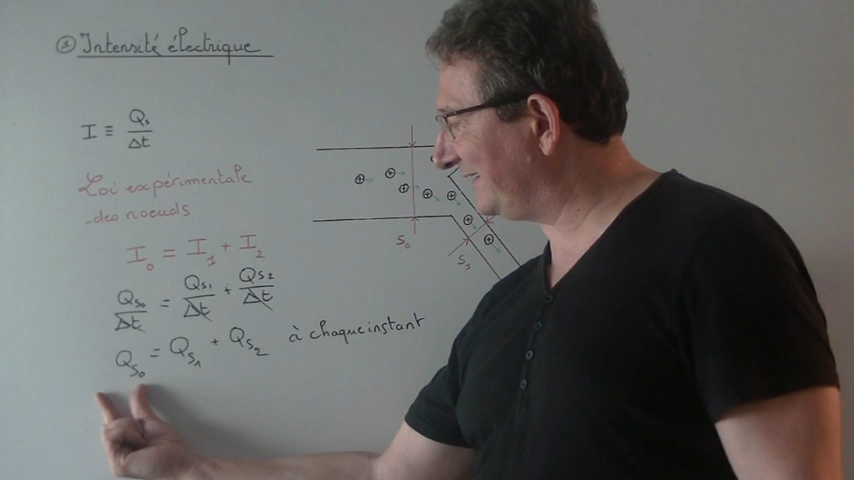 ① Intensité électrique
I ≡ Qs / Δt
Loi expérimentale
des noeuds
I₀ = I₁ + I₂
Qs₀ / Δt = Qs₁ / Δt + Qs₂ / Δt
Qs₀ = Qs₁ + Qs₂ à chaque instant
S₀
S₁